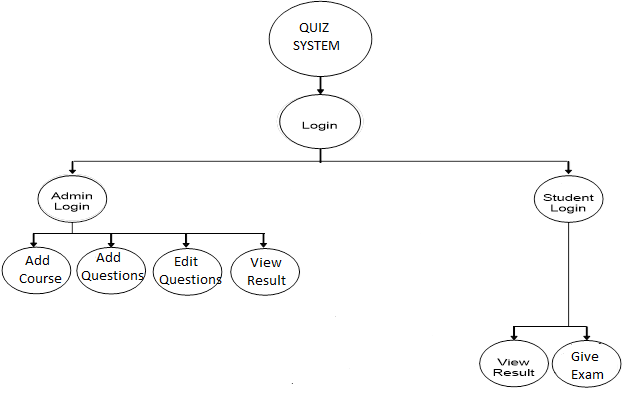 QUIZ
SYSTEM
Login
Admin
Login
Student
Login
Add
Course
Add
Questions
Edit
Questions
View
Result
View
Result
Give
Exam